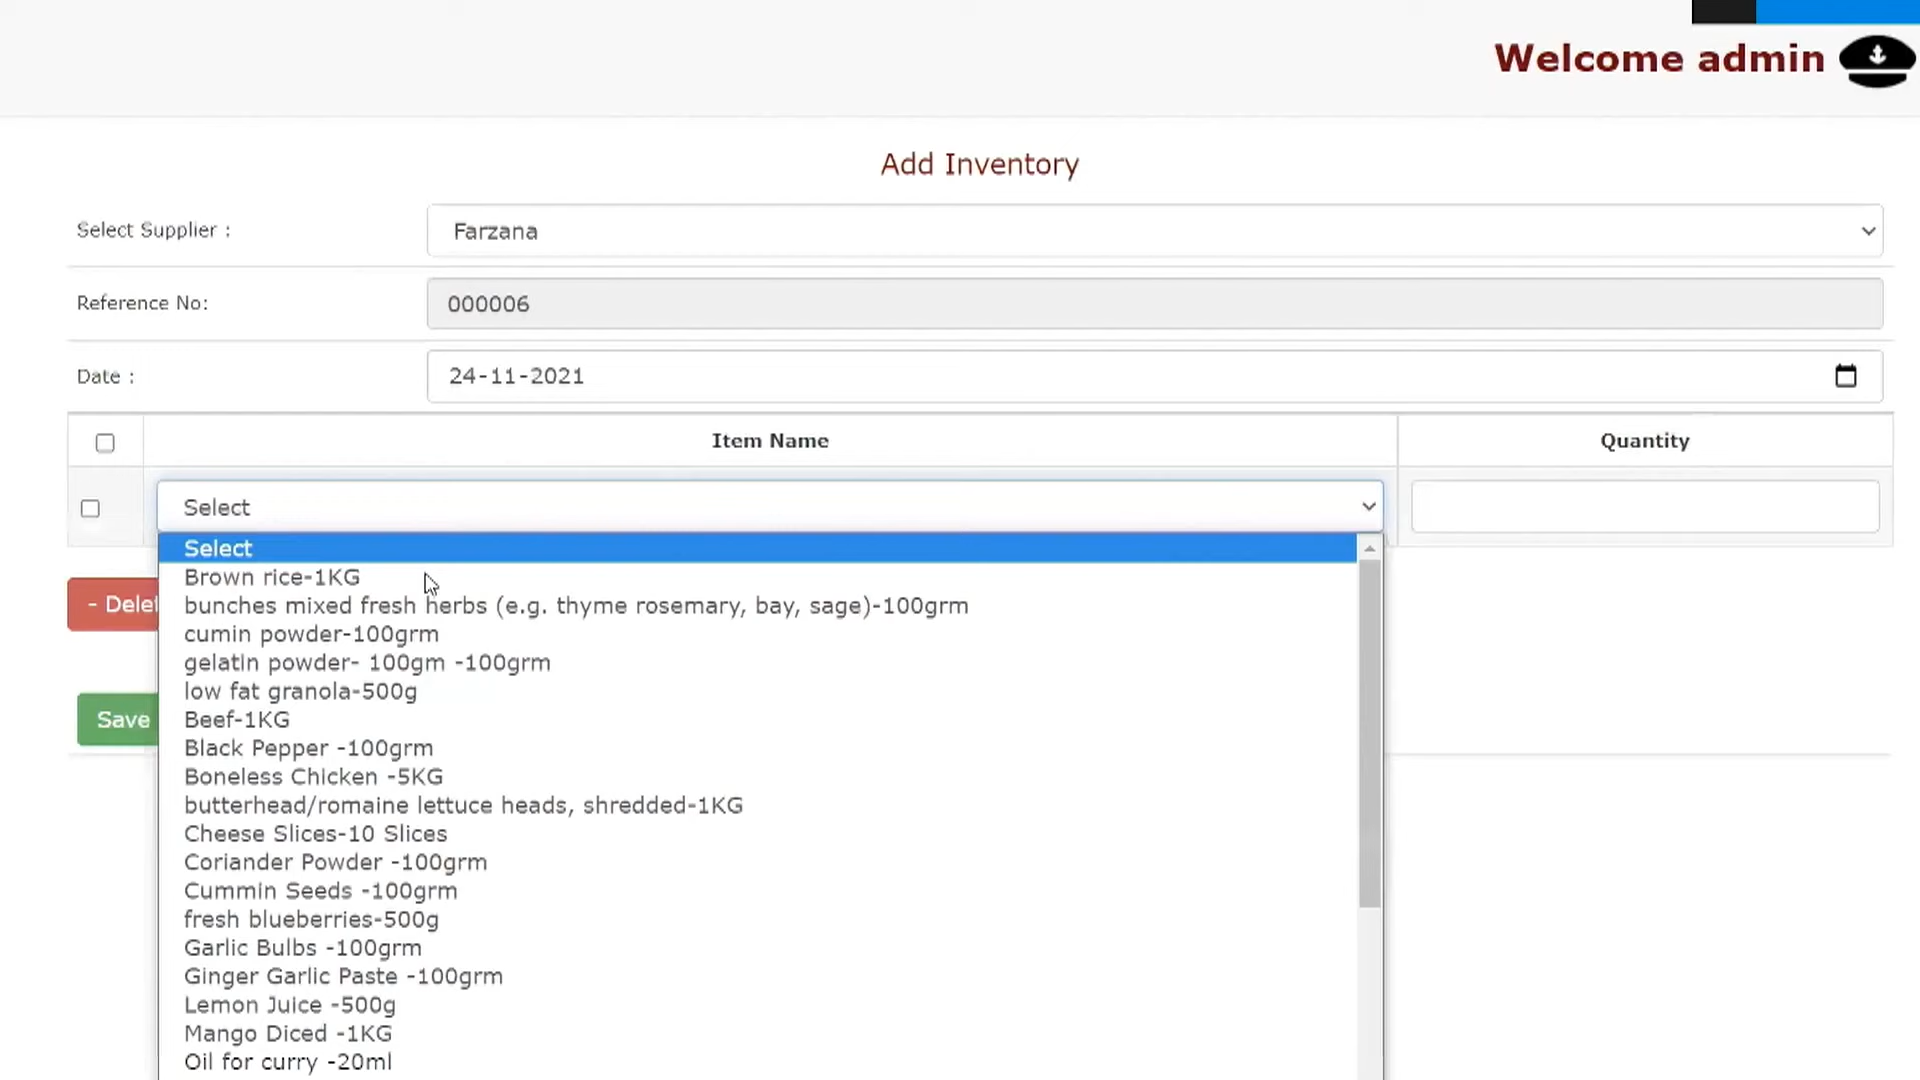 Welcome admin
Add Inventory
Select Supplier :
Farzana
Reference No:
000006
Date :
24-11-2021
Item Name
Quantity
Select
Select
Brown rice-1KG
bunches mixed fresh herbs (e.g. thyme rosemary, bay, sage)-100grm
cumin powder-100grm
gelatin powder- 100gm -100grm
low fat granola-500g
Beef-1KG
Black Pepper -100grm
Boneless Chicken -5KG
butterhead/romaine lettuce heads, shredded-1KG
Cheese Slices-10 Slices
Coriander Powder -100grm
Cummin Seeds -100grm
fresh blueberries-500g
Garlic Bulbs -100grm
Ginger Garlic Paste -100grm
Lemon Juice -500g
Mango Diced -1KG
Oil for curry -20ml
- Delet
Save